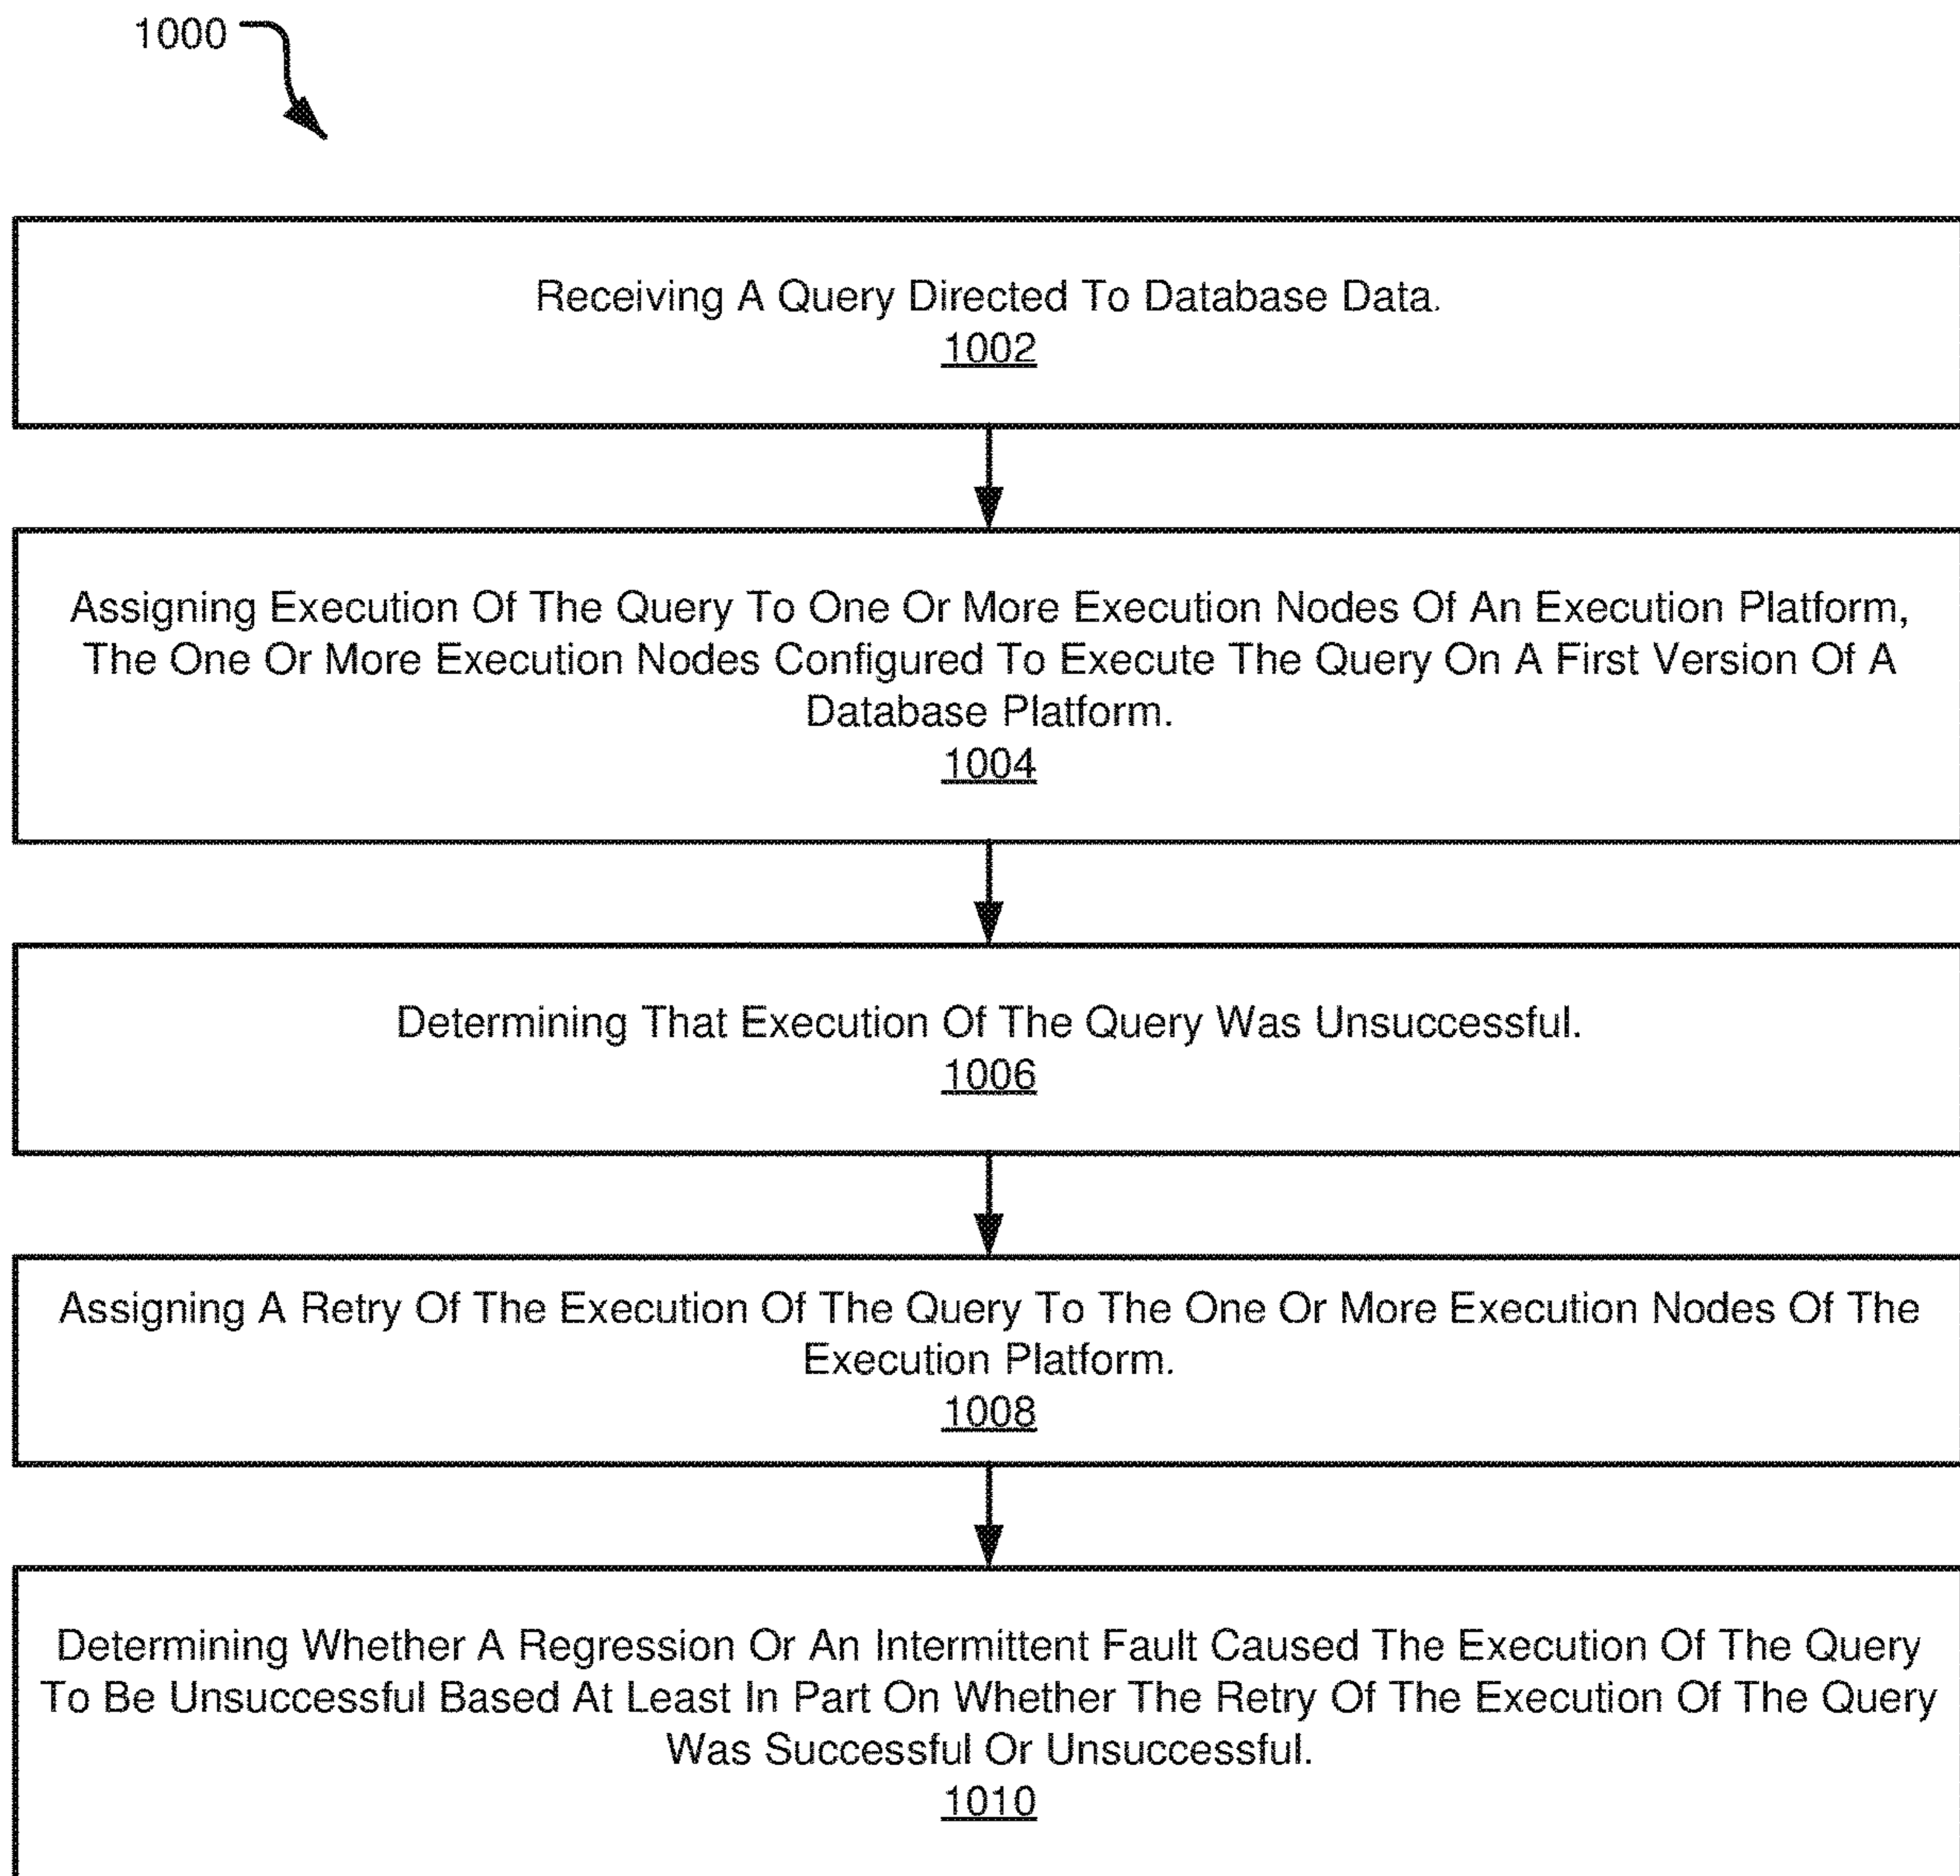 1000
Receiving A Query Directed To Database Data.
1002
Assigning Execution Of The Query To One Or More Execution Nodes Of An Execution Platform,
The One Or More Execution Nodes Configured To Execute The Query On A First Version Of A
Database Platform.
1004
Determining That Execution Of The Query Was Unsuccessful.
1006
Assigning A Retry Of The Execution Of The Query To The One Or More Execution Nodes Of The
Execution Platform.
1008
Determining Whether A Regression Or An Intermittent Fault Caused The Execution Of The Query
To Be Unsuccessful Based At Least In Part On Whether The Retry Of The Execution Of The Query
Was Successful Or Unsuccessful.
1010